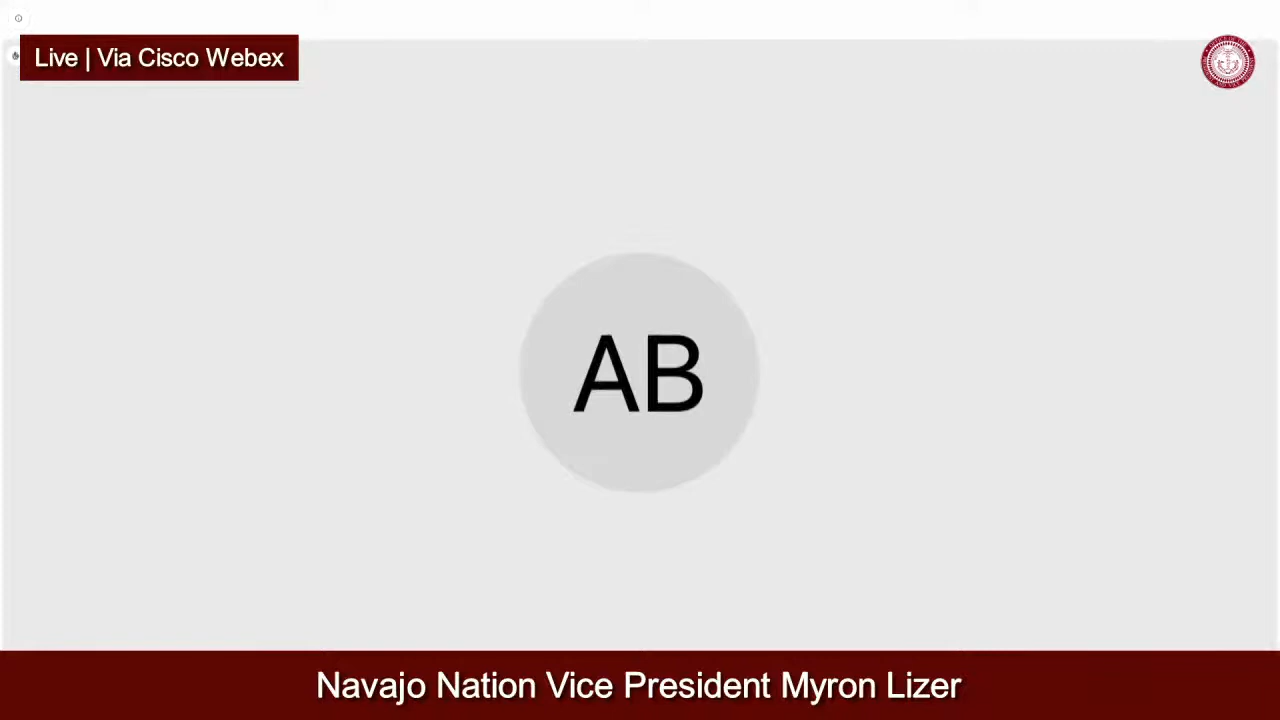 Live | Via Cisco Webex
AB
Navajo Nation Vice President Myron Lizer